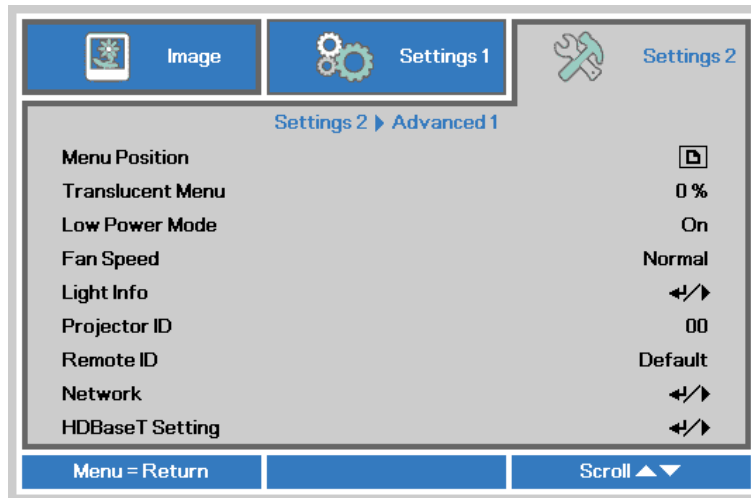 Image
Settings 1
Settings 2
Settings 2 ▶ Advanced 1
Menu Position
Translucent Menu 0 %
Low Power Mode On
Fan Speed Normal
Light Info ↵/▶
Projector ID 00
Remote ID Default
Network ↵/▶
HDBaseT Setting ↵/▶
Menu = Return
Scroll ▲▼